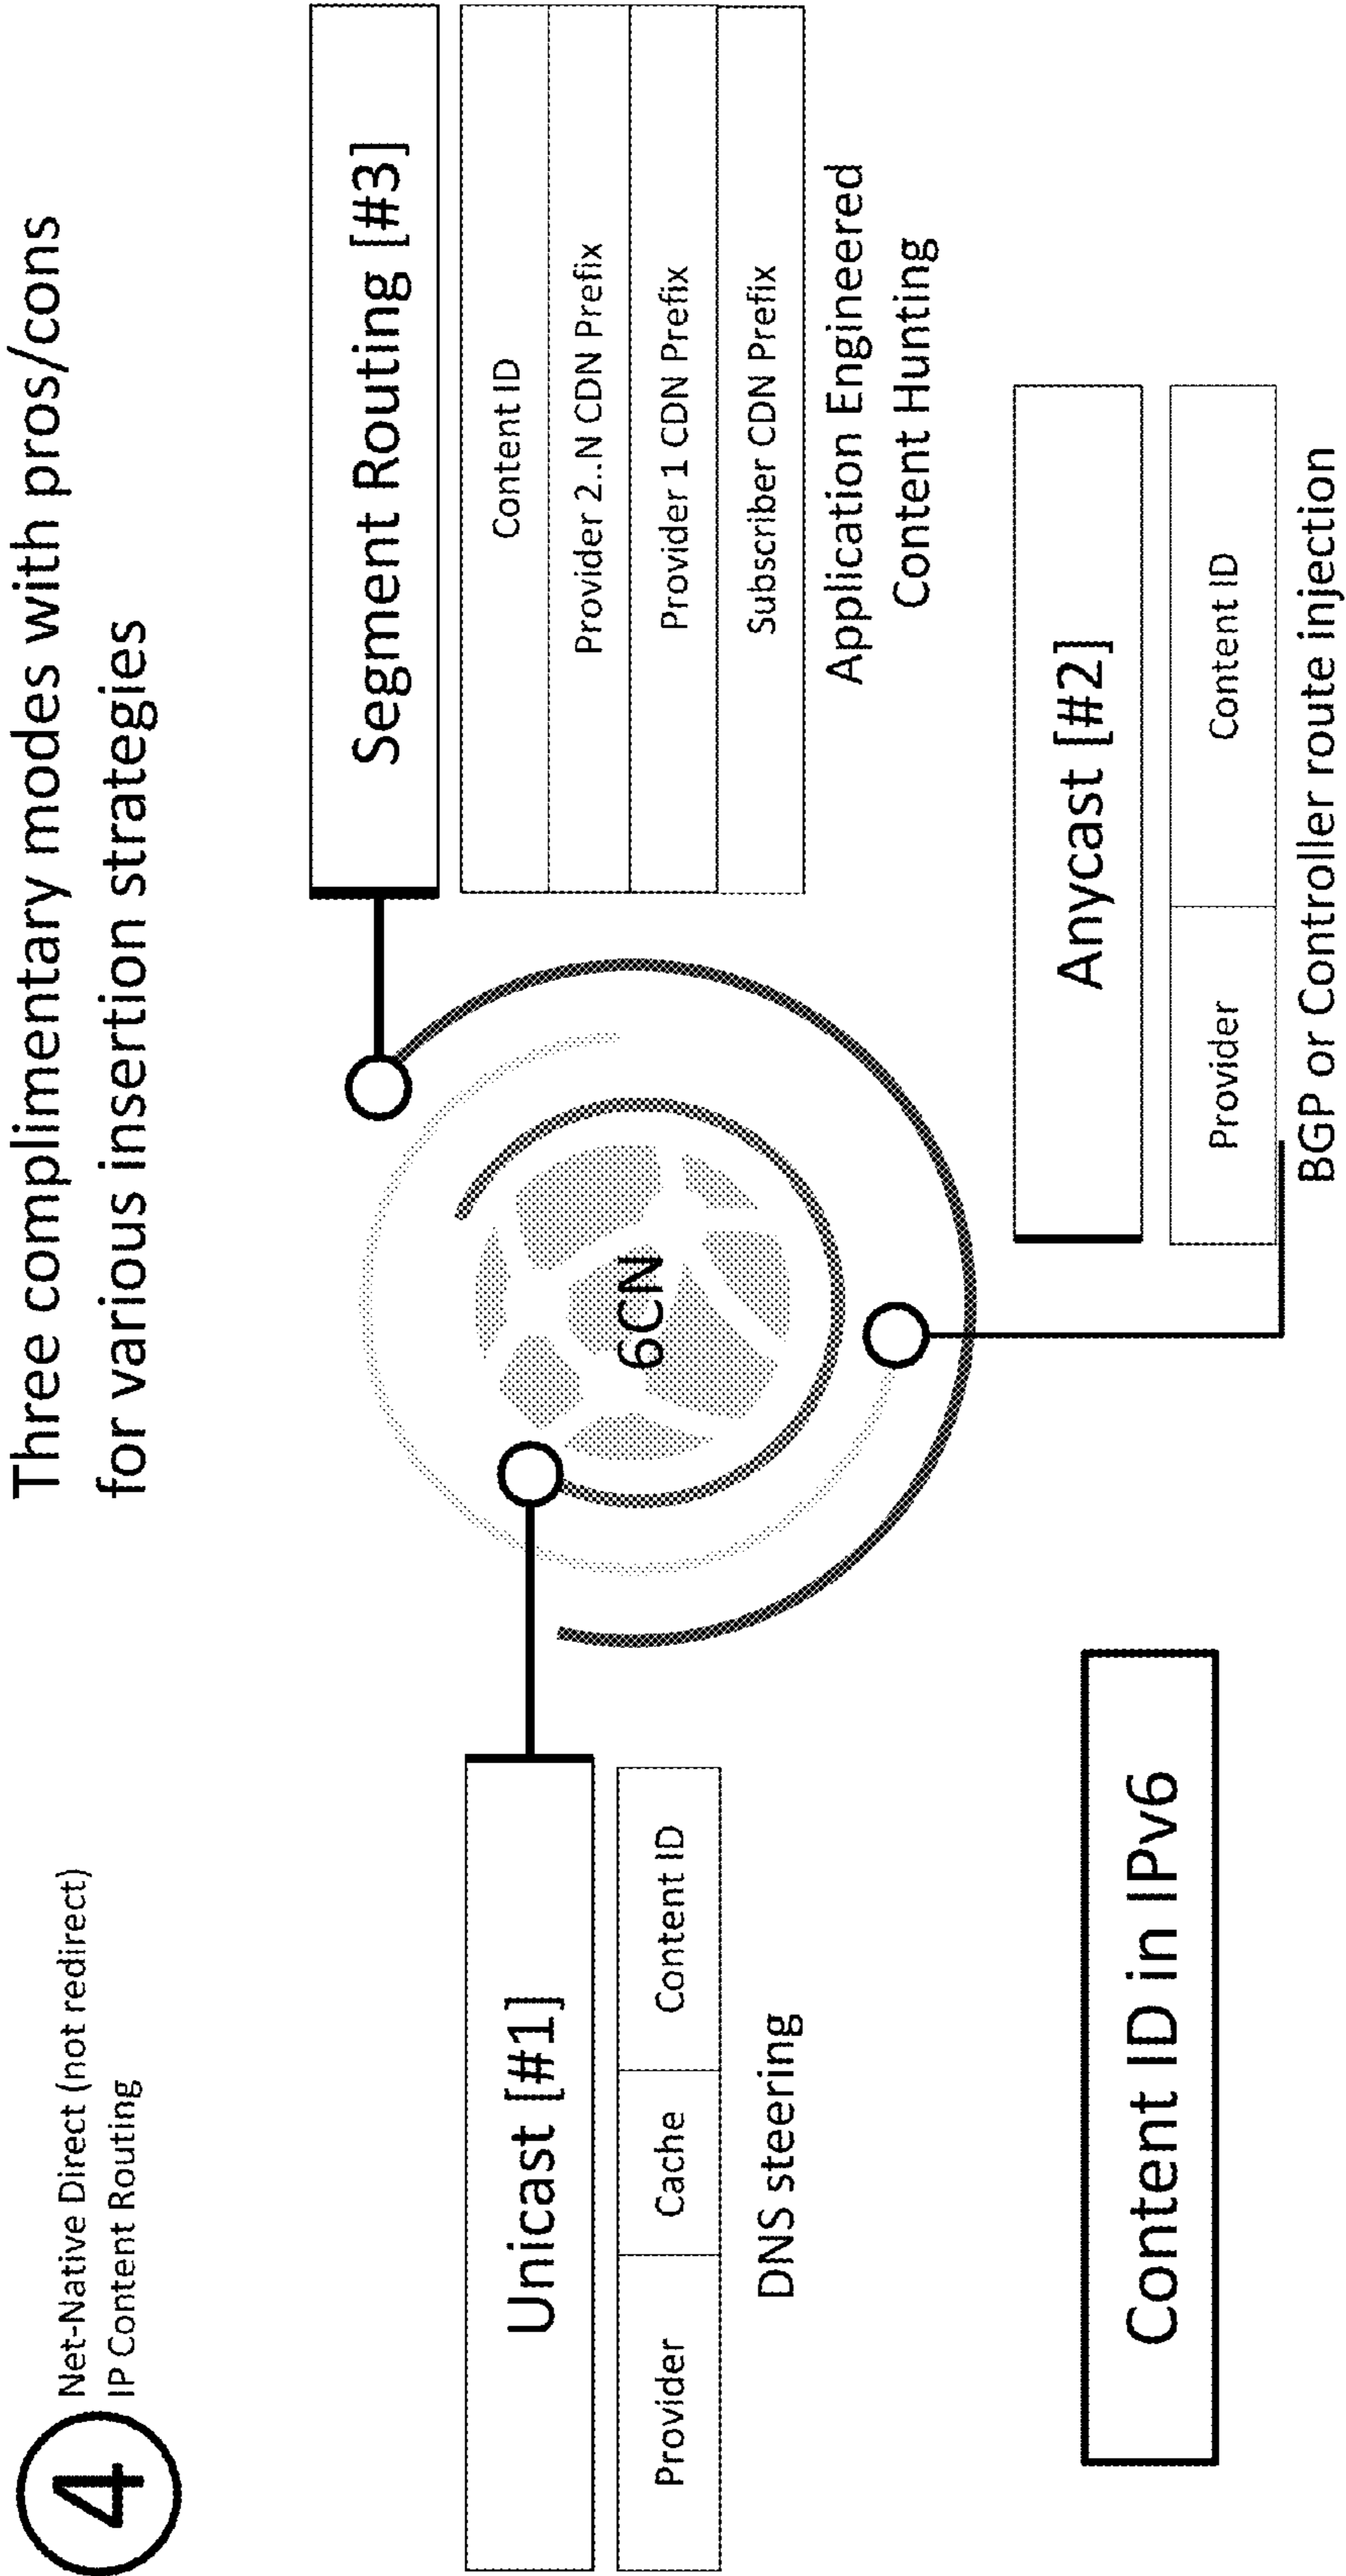 4
Net-Native Direct (not redirect)
IP Content Routing
Three complimentary modes with pros/cons
for various insertion strategies
Unicast [#1]
Provider Cache Content ID
DNS steering
6CN
Segment Routing [#3]
Content ID
Provider 2..N CDN Prefix
Provider 1 CDN Prefix
Subscriber CDN Prefix
Application Engineered
Content Hunting
Anycast [#2]
Provider Content ID
BGP or Controller route injection
Content ID in IPv6